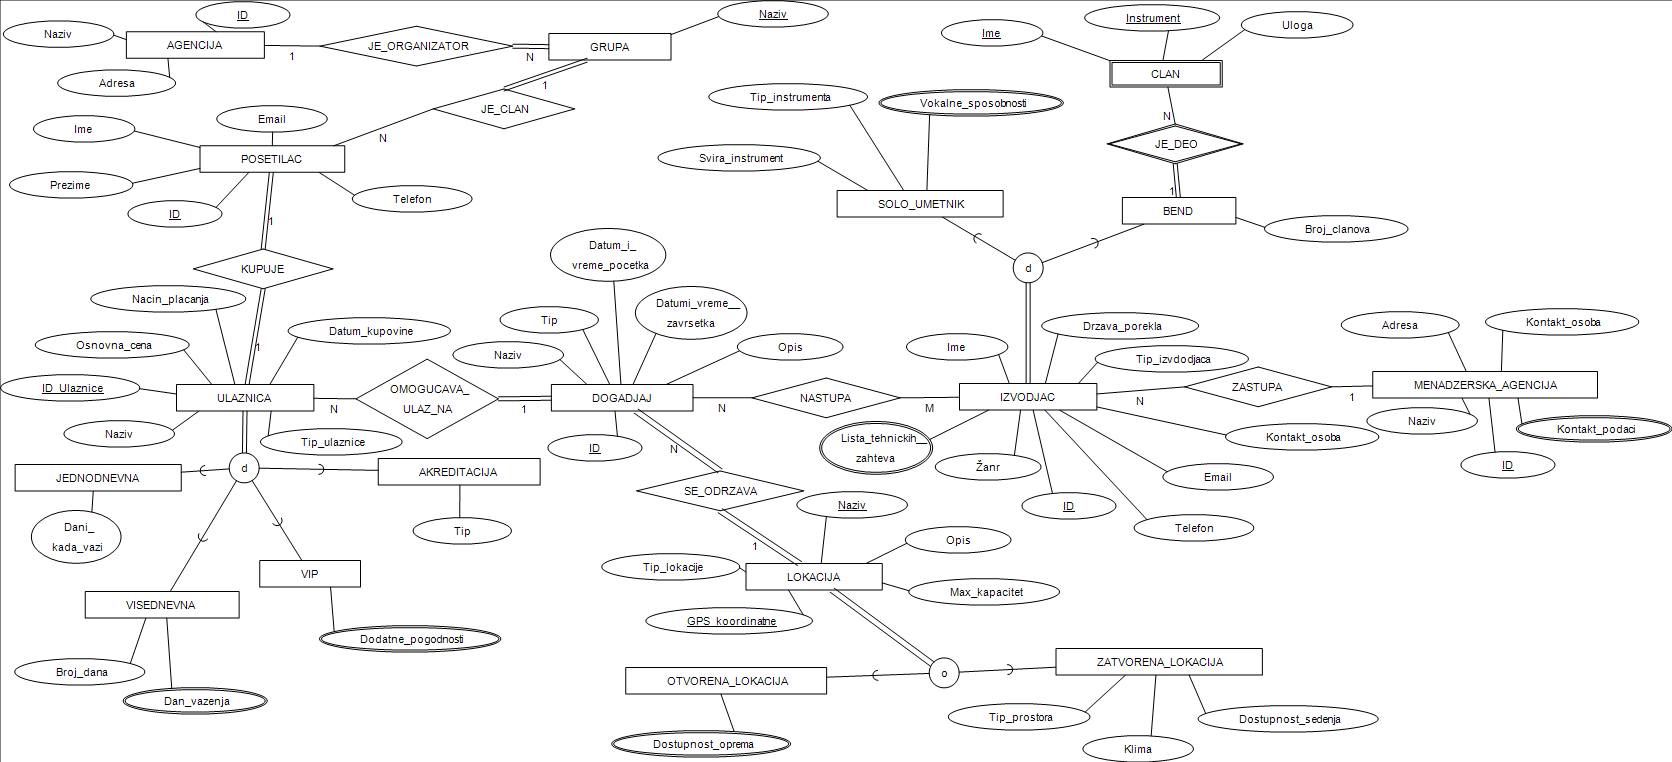 ID
Naziv
Naziv
AGENCIJA
1
JE_ORGANIZATOR
N
GRUPA
Adresa
1
JE_CLAN
N
Email
Ime
POSETILAC
Prezime
Telefon
ID
1
KUPUJE
1
Nacin_placanja
Datum_kupovine
Osnovna_cena
ID_Ulaznice
ULAZNICA
Naziv
Tip_ulaznice
d
JEDNODNEVNA
AKREDITACIJA
Dani_
kada_vazi
Tip
VIP
VISEDNEVNA
Dodatne_pogodnosti
Broj_dana
Dan_vazenja
N
OMOGUCAVA_
ULAZ_NA
1
Datum_i_
vreme_pocetka
Datumi_vreme__
zavrsetka
Tip
Naziv
Opis
DOGADJAJ
ID
N
NASTUPA
M
N
SE_ODRZAVA
1
Naziv
Opis
Tip_lokacije
LOKACIJA
Max_kapacitet
GPS_koordinatne
o
OTVORENA_LOKACIJA
ZATVORENA_LOKACIJA
Dostupnost_oprema
Tip_prostora
Klima
Dostupnost_sedenja
Instrument
Ime
Uloga
CLAN
N
JE_DEO
1
BEND
Broj_clanova
Tip_instrumenta
Vokalne_sposobnosti
Svira_instrument
SOLO_UMETNIK
d
Drzava_porekla
Ime
Tip_izvdodjaca
IZVODJAC
Lista_tehnickih__
zahteva
Žanr
ID
Kontakt_osoba
Email
Telefon
N
ZASTUPA
1
Adresa
Kontakt_osoba
MENADZERSKA_AGENCIJA
Naziv
Kontakt_podaci
ID